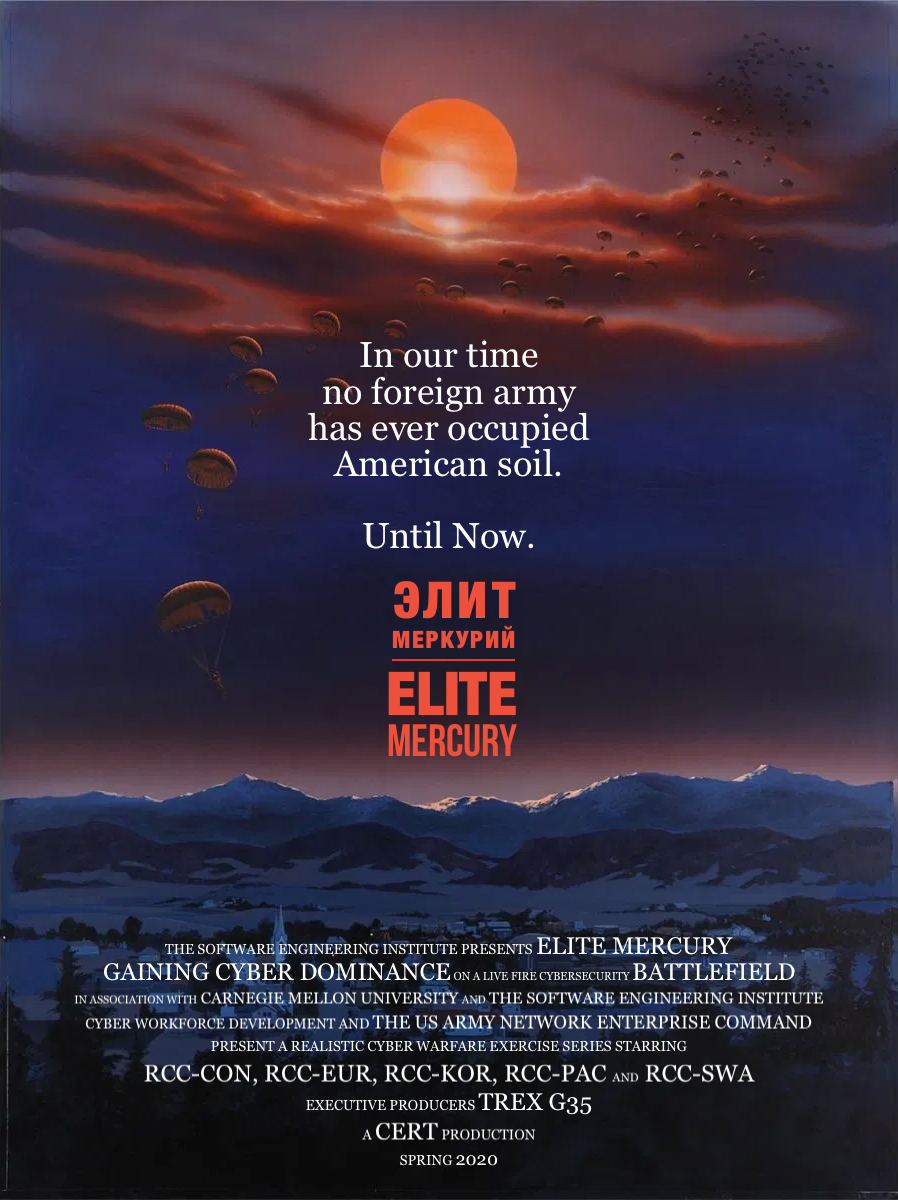 In our time
no foreign army
has ever occupied
American soil.
Until Now.
ЭЛИТ
МЕРКУРИЙ
ELITE
MERCURY
THE SOFTWARE ENGINEERING INSTITUTE PRESENTS ELITE MERCURY
GAINING CYBER DOMINANCE ON A LIVE FIRE CYBERSECURITY BATTLEFIELD
IN ASSOCIATION WITH CARNEGIE MELLON UNIVERSITY AND THE SOFTWARE ENGINEERING INSTITUTE
CYBER WORKFORCE DEVELOPMENT AND THE US ARMY NETWORK ENTERPRISE COMMAND
PRESENT A REALISTIC CYBER WARFARE EXERCISE SERIES STARRING
RCC-CON, RCC-EUR, RCC-KOR, RCC-PAC AND RCC-SWA
EXECUTIVE PRODUCERS TREX G35
A CERT PRODUCTION
SPRING 2020